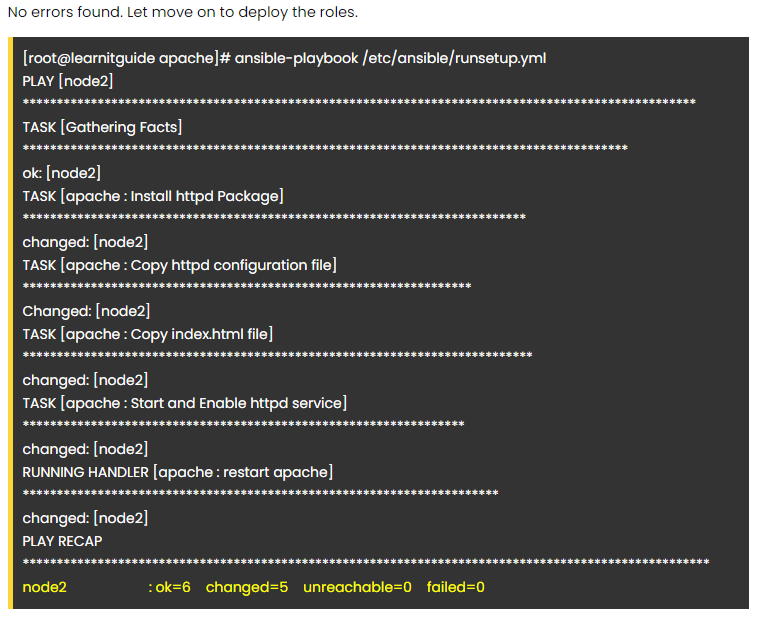 No errors found. Let move on to deploy the roles.
[root@learnitguide apache]# ansible-playbook /etc/ansible/runsetup.yml
PLAY [node2]
***************************************************************************************************
TASK [Gathering Facts]
*****************************************************************************************
ok: [node2]
TASK [apache : Install httpd Package]
**************************************************************************
changed: [node2]
TASK [apache : Copy httpd configuration file]
******************************************************************
Changed: [node2]
TASK [apache : Copy index.html file]
***************************************************************************
changed: [node2]
TASK [apache : Start and Enable httpd service]
*****************************************************************
changed: [node2]
RUNNING HANDLER [apache : restart apache]
**********************************************************************
changed: [node2]
PLAY RECAP
*****************************************************************************************************
node2 : ok=6 changed=5 unreachable=0 failed=0